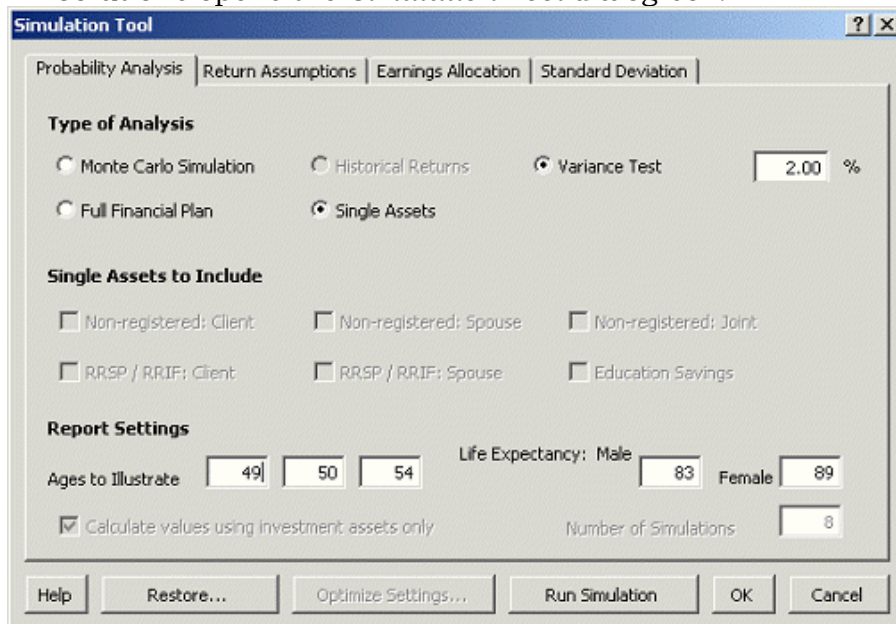 Simulation Tool
Probability Analysis Return Assumptions Earnings Allocation Standard Deviation
Type of Analysis
Monte Carlo Simulation Historical Returns Variance Test 2.00 %
Full Financial Plan Single Assets
Single Assets to Include
Non-registered: Client Non-registered: Spouse Non-registered: Joint
RRSP / RRIF: Client RRSP / RRIF: Spouse Education Savings
Report Settings
Ages to Illustrate 49 50 54 Life Expectancy: Male 83 Female 89
Calculate values using investment assets only Number of Simulations 8
Help Restore... Optimize Settings... Run Simulation OK Cancel